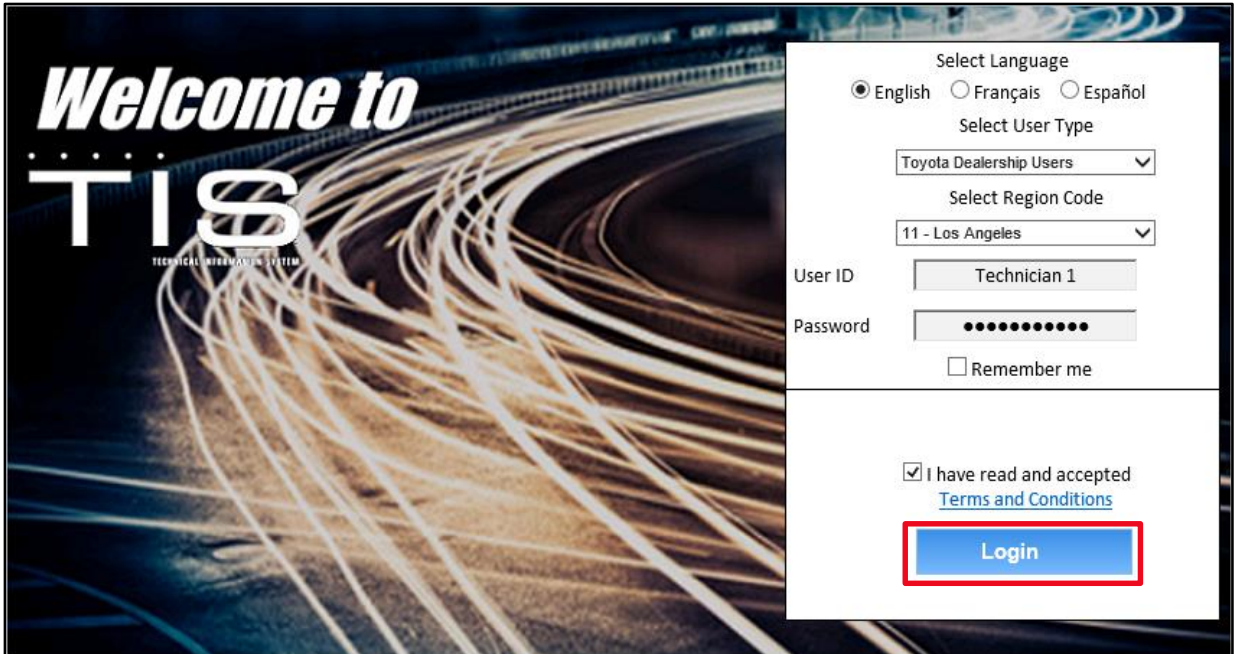 Welcome to
TIS
TECHNICAL INFORMATION SYSTEM
Select Language
English Français Español
Select User Type
Toyota Dealership Users
Select Region Code
11 - Los Angeles
User ID Technician 1
Password ●●●●●●●●●●●
Remember me
I have read and accepted
Terms and Conditions
Login